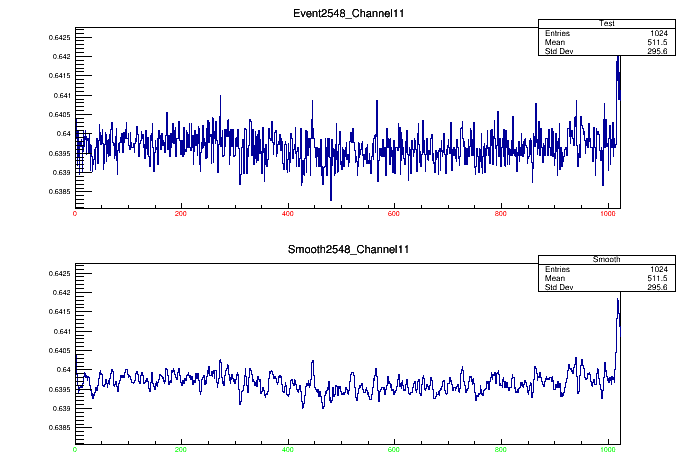 Event2548_Channel11
Test
Entries 1024
Mean 511.5
Std Dev 295.6
0.6425
0.642
0.6415
0.641
0.6405
0.64
0.6395
0.639
0.6385
0 200 400 600 800 1000
Smooth2548_Channel11
Smooth
Entries 1024
Mean 511.5
Std Dev 295.6
0.6425
0.642
0.6415
0.641
0.6405
0.64
0.6395
0.639
0.6385
0 200 400 600 800 1000